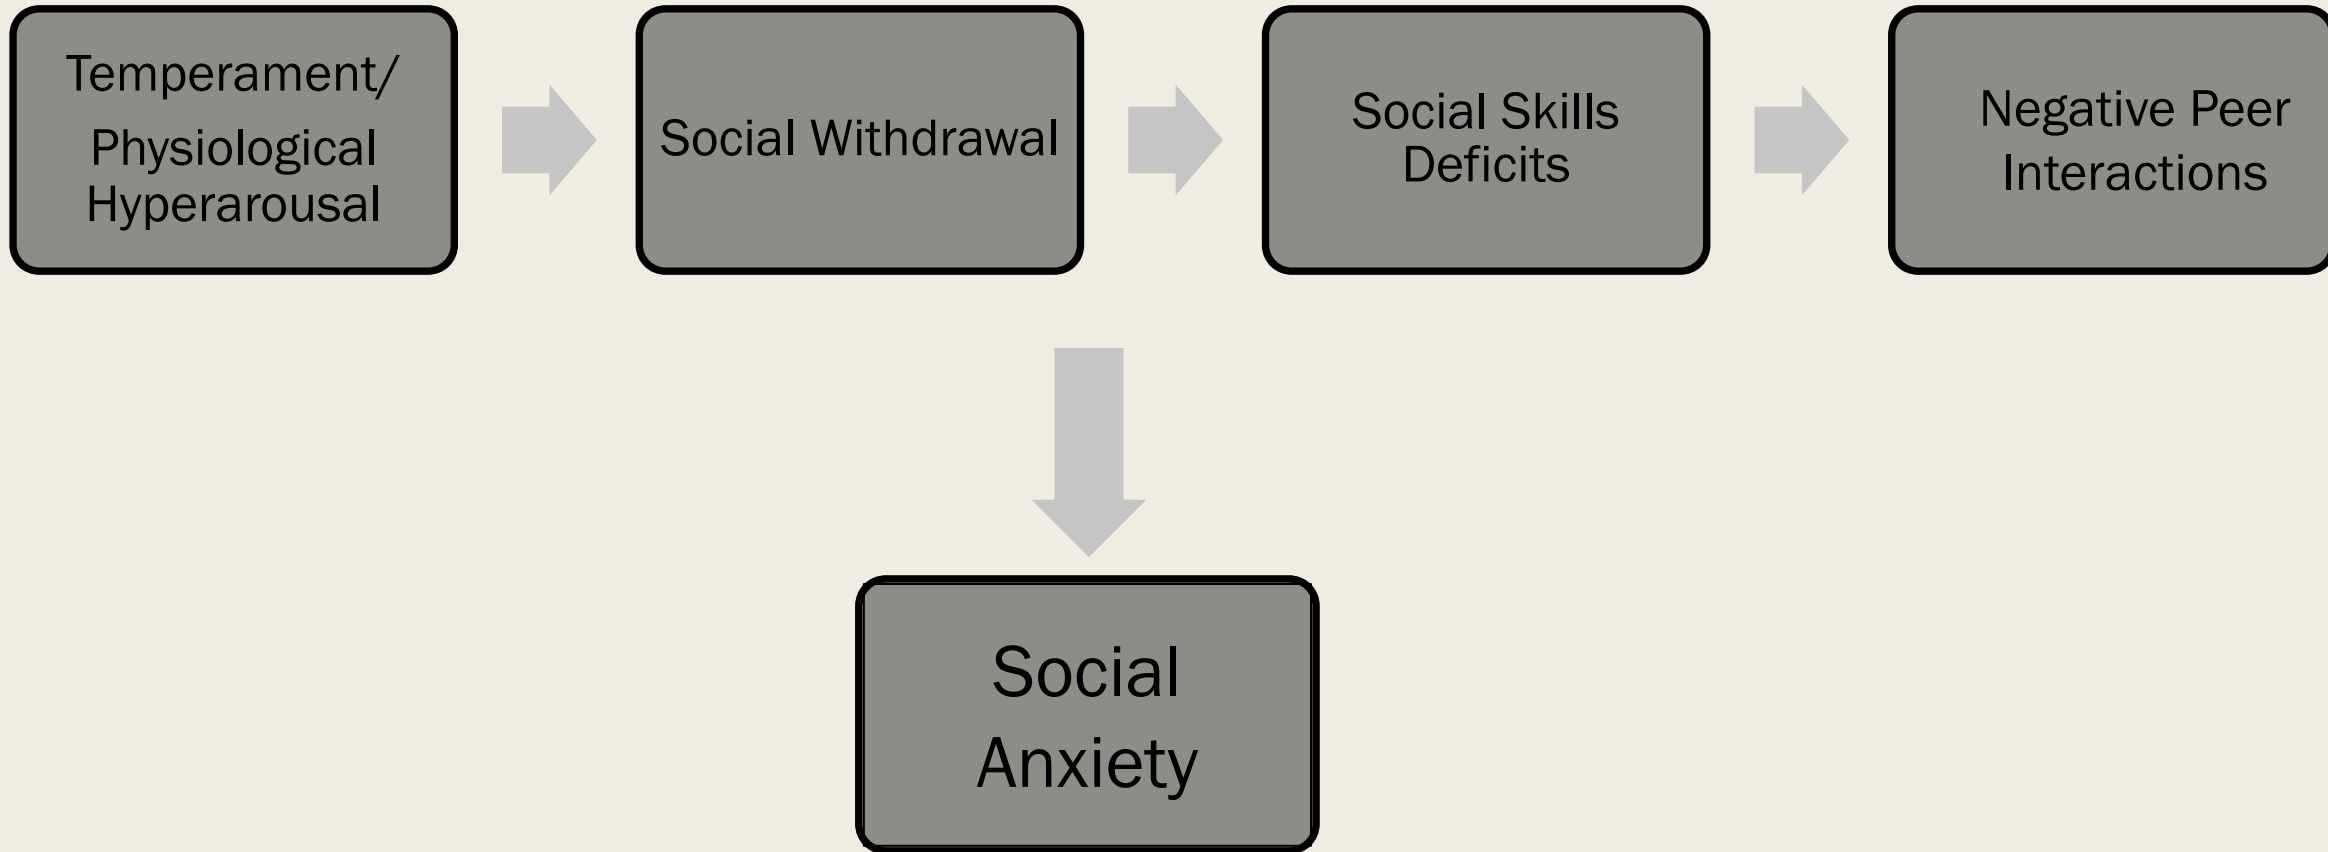 Temperament/
Physiological
Hyperarousal
Social Withdrawal
Social Skills
Deficits
Negative Peer
Interactions
Social
Anxiety